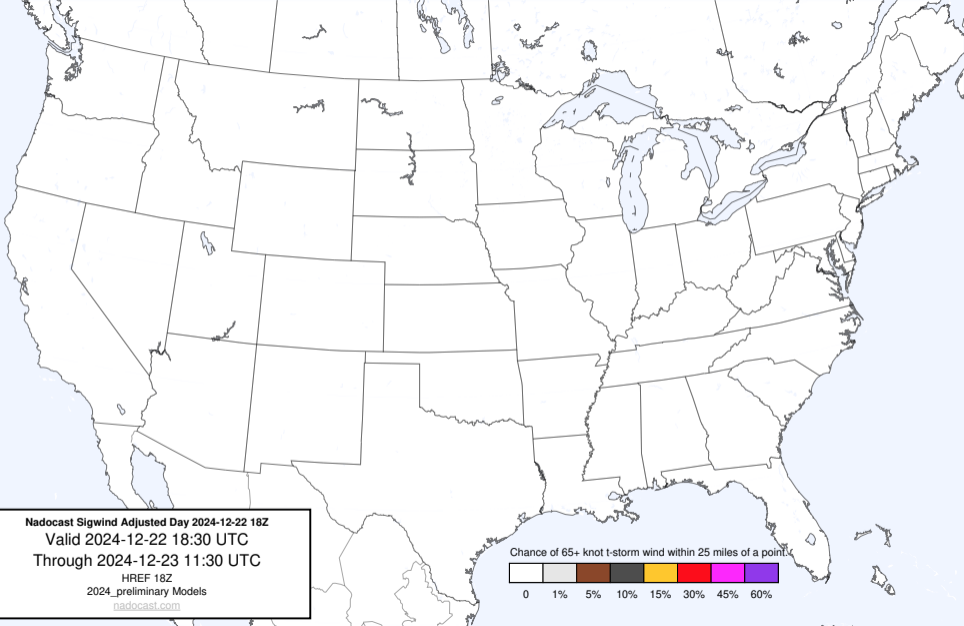 Nadocast Sigwind Adjusted Day 2024-12-22 18Z
Valid 2024-12-22 18:30 UTC
Through 2024-12-23 11:30 UTC
HREF 18Z
2024_preliminary Models
nadocast.com
Chance of 65+ knot t-storm wind within 25 miles of a point.
0 1% 5% 10% 15% 30% 45% 60%